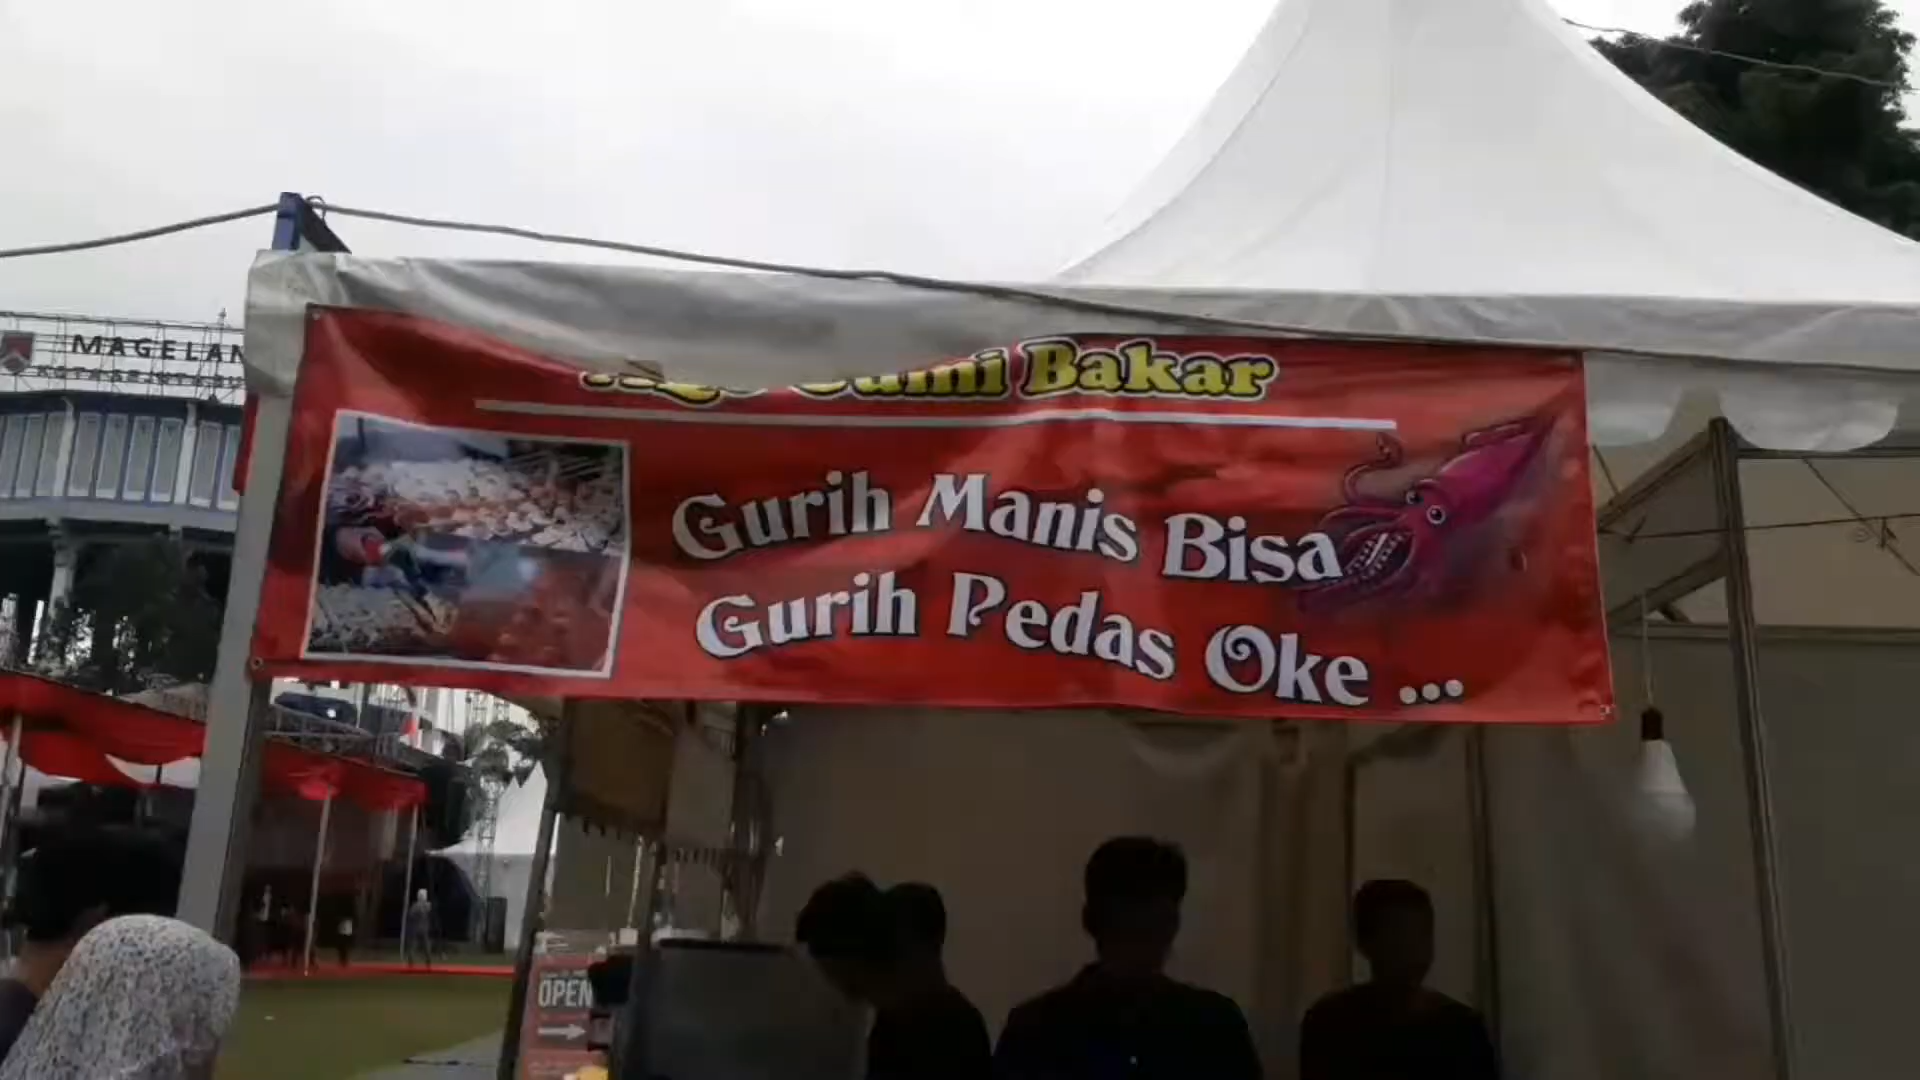 MAGELAN
Cumi Bakar
Gurih Manis Bisa
Gurih Pedas Oke ...
OPEN